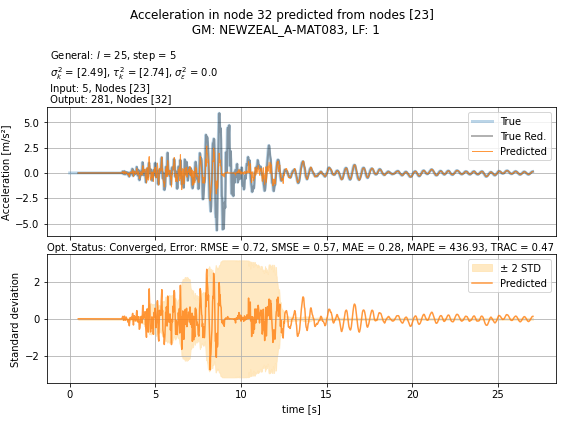 Acceleration in node 32 predicted from nodes [23]
GM: NEWZEAL_A-MAT083, LF: 1
General: l = 25, step = 5
σ²ₖ = [2.49], τ²ₖ = [2.74], σ²ₑ = 0.0
Input: 5, Nodes [23]
Output: 281, Nodes [32]
Acceleration [m/s²]
5.0
2.5
0.0
−2.5
−5.0
True
True Red.
Predicted
Opt. Status: Converged, Error: RMSE = 0.72, SMSE = 0.57, MAE = 0.28, MAPE = 436.93, TRAC = 0.47
Standard deviation
2
0
−2
± 2 STD
Predicted
0 5 10 15 20 25
time [s]